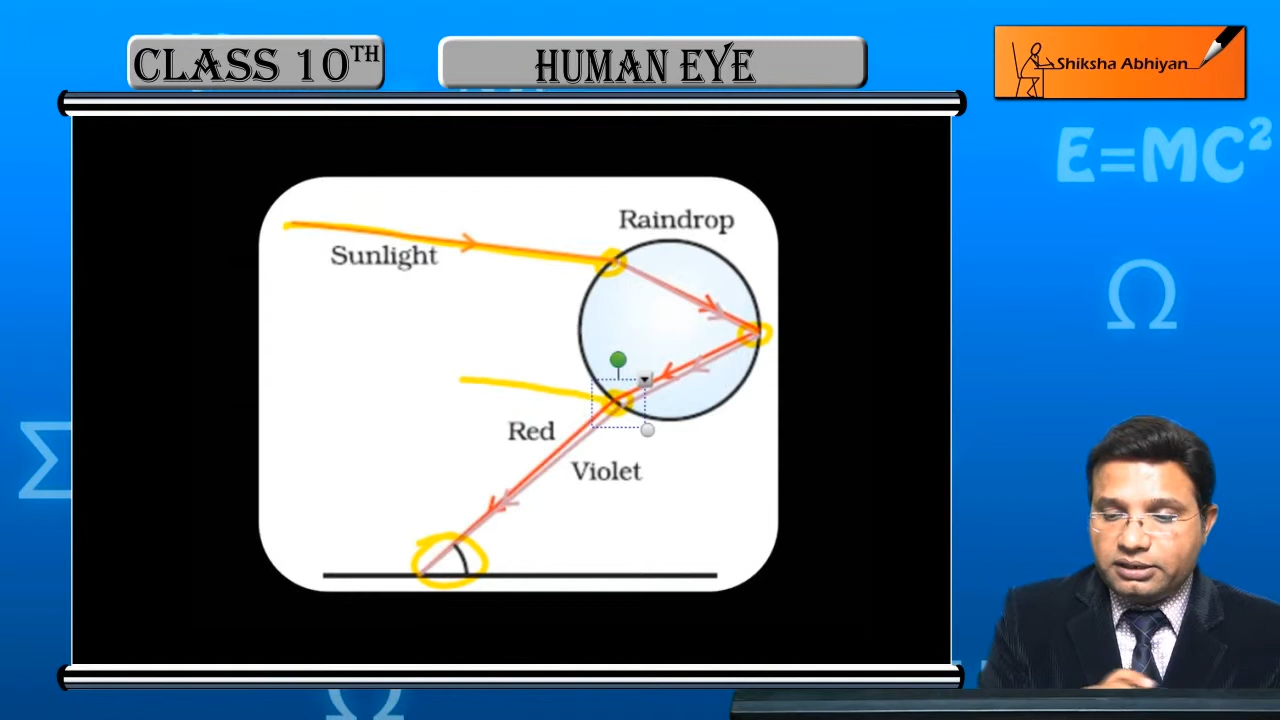 CLASS 10TH
HUMAN EYE
Shiksha Abhiyan
E=MC²
Raindrop
Sunlight
Ω
Red
Violet
Σ
Ω